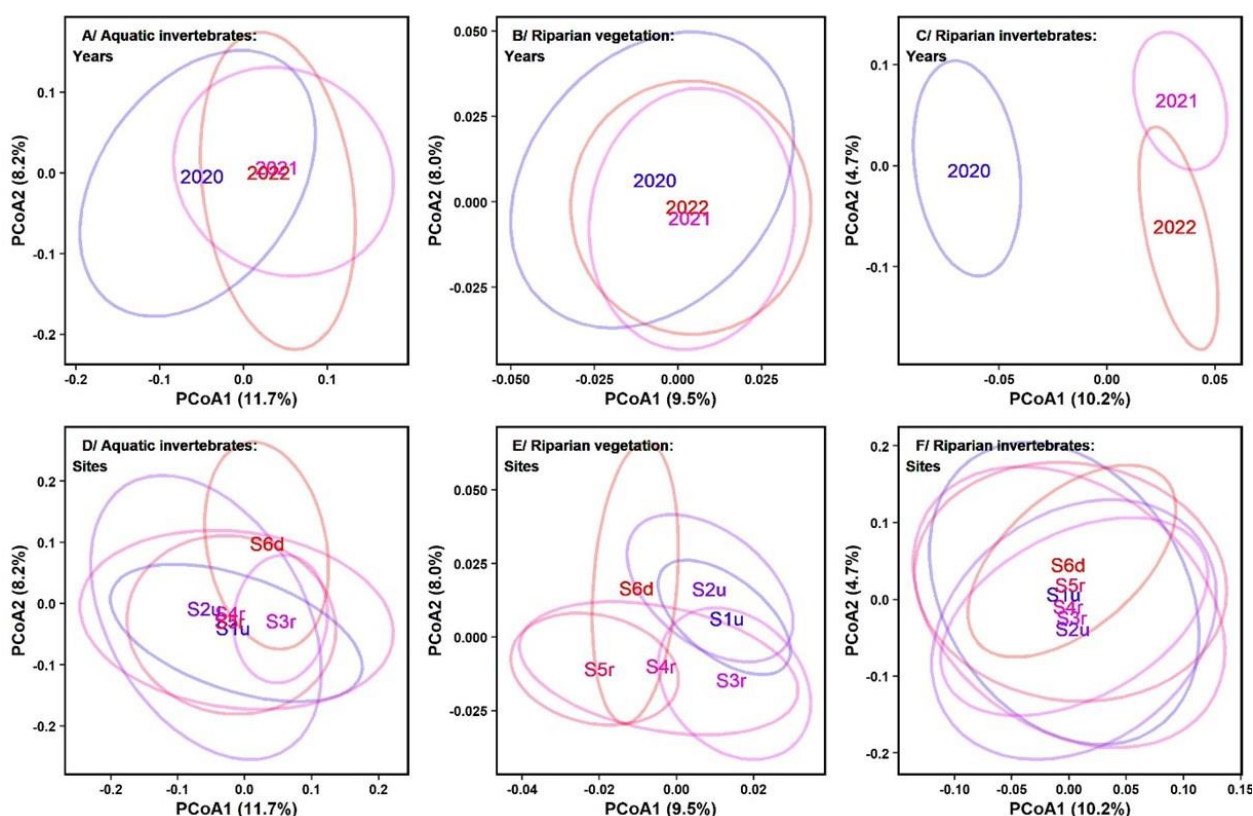 A/ Aquatic invertebrates:
Years
PCoA2 (8.2%)
0.1
0.0
-0.1
-0.2
2020
2021
2022
-0.2 -0.1 0.0 0.1
PCoA1 (11.7%)
B/ Riparian vegetation:
Years
PCoA2 (8.0%)
0.050
0.025
0.000
-0.025
2020
2022
2021
-0.050 -0.025 0.000 0.025
PCoA1 (9.5%)
C/ Riparian invertebrates:
Years
PCoA2 (4.7%)
0.1
0.0
-0.1
2021
2020
2022
-0.05 0.00 0.05
PCoA1 (10.2%)
D/ Aquatic invertebrates:
Sites
PCoA2 (8.2%)
0.2
0.1
0.0
-0.1
-0.2
S6d
S2u
S4r
S3r
S5r
S1u
-0.2 -0.1 0.0 0.1 0.2
PCoA1 (11.7%)
E/ Riparian vegetation:
Sites
PCoA2 (8.0%)
0.050
0.025
0.000
-0.025
S6d
S2u
S1u
S5r
S4r
S3r
-0.04 -0.02 0.00 0.02
PCoA1 (9.5%)
F/ Riparian invertebrates:
Sites
PCoA2 (4.7%)
0.2
0.1
0.0
-0.1
-0.2
S6d
S5r
S1u
S4r
S3r
S2u
-0.10 -0.05 0.00 0.05 0.10 0.15
PCoA1 (10.2%)